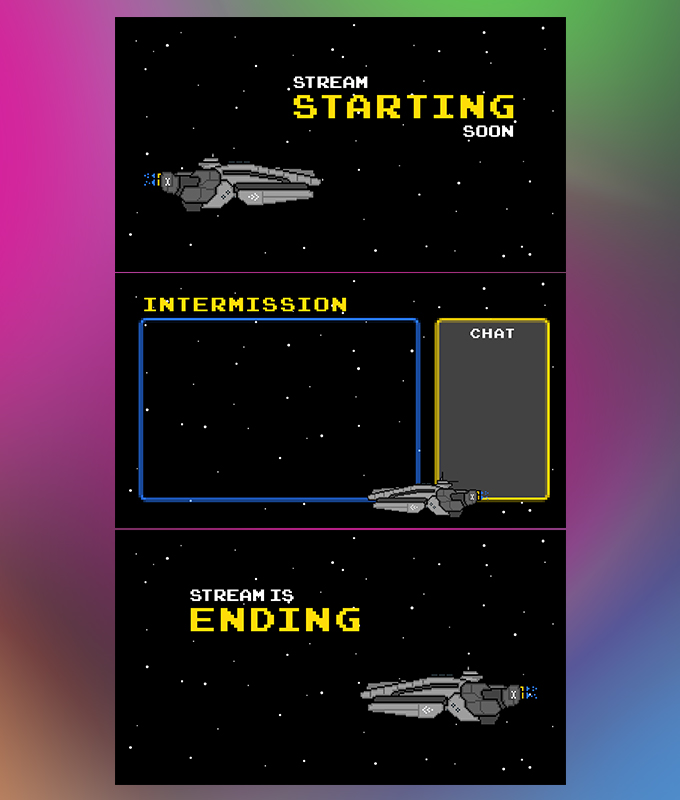 STREAM
STARTING
SOON
INTERMISSION
CHAT
STREAM IS
ENDING